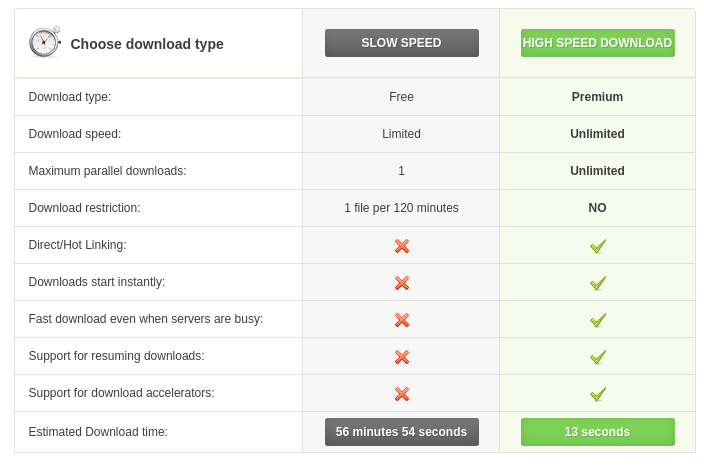 Choose download type SLOW SPEED HIGH SPEED DOWNLOAD
Download type: Free Premium
Download speed: Limited Unlimited
Maximum parallel downloads: 1 Unlimited
Download restriction: 1 file per 120 minutes NO
Direct/Hot Linking:
Downloads start instantly:
Fast download even when servers are busy:
Support for resuming downloads:
Support for download accelerators:
Estimated Download time: 56 minutes 54 seconds 13 seconds